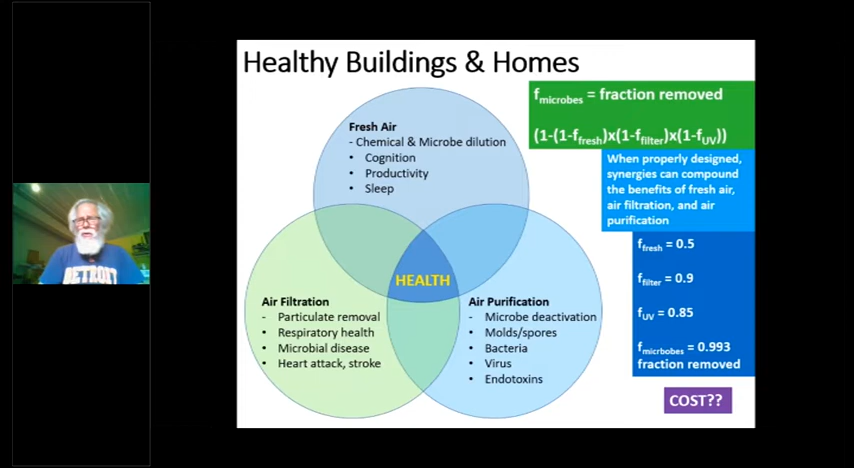 Healthy Buildings & Homes
fmicrobes = fraction removed
(1-(1-ffresh)x(1-ffilter)x(1-fUV))
When properly designed,
synergies can compound
the benefits of fresh air,
air filtration, and air
purification
Fresh Air
- Chemical & Microbe dilution
• Cognition
• Productivity
• Sleep
HEALTH
Air Filtration
- Particulate removal
• Respiratory health
• Microbial disease
• Heart attack, stroke
Air Purification
- Microbe deactivation
• Molds/spores
• Bacteria
• Virus
• Endotoxins
ffresh = 0.5
ffilter = 0.9
fUV = 0.85
fmicrbobes = 0.993
fraction removed
COST??
DETROIT